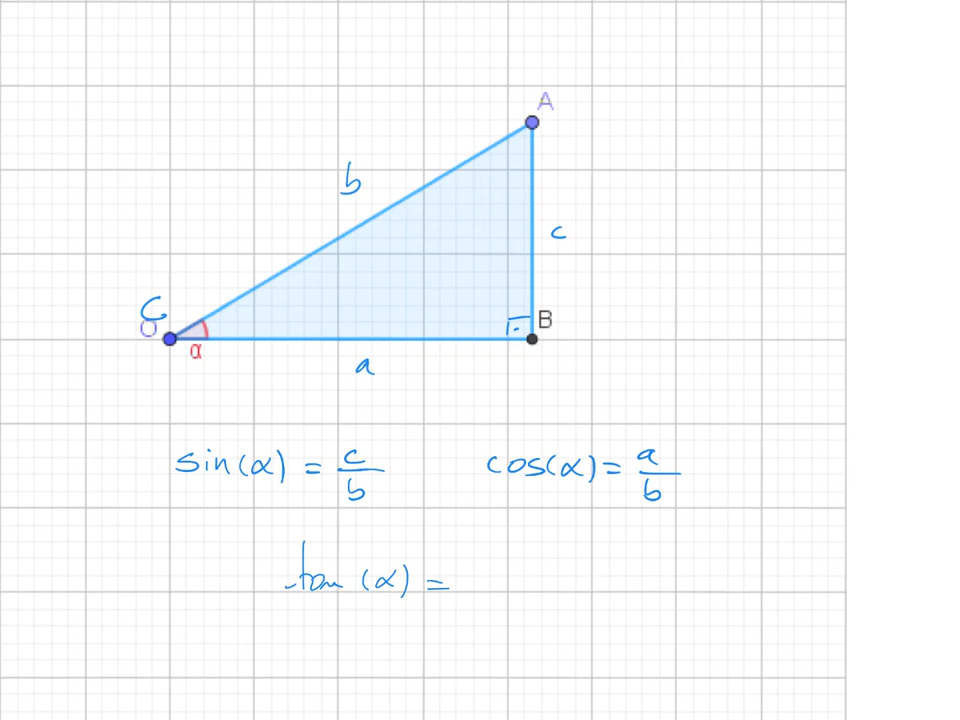 A
b
c
C
O
B
α
a
sin(α) = c/b cos(α) = a/b
tan(α) =